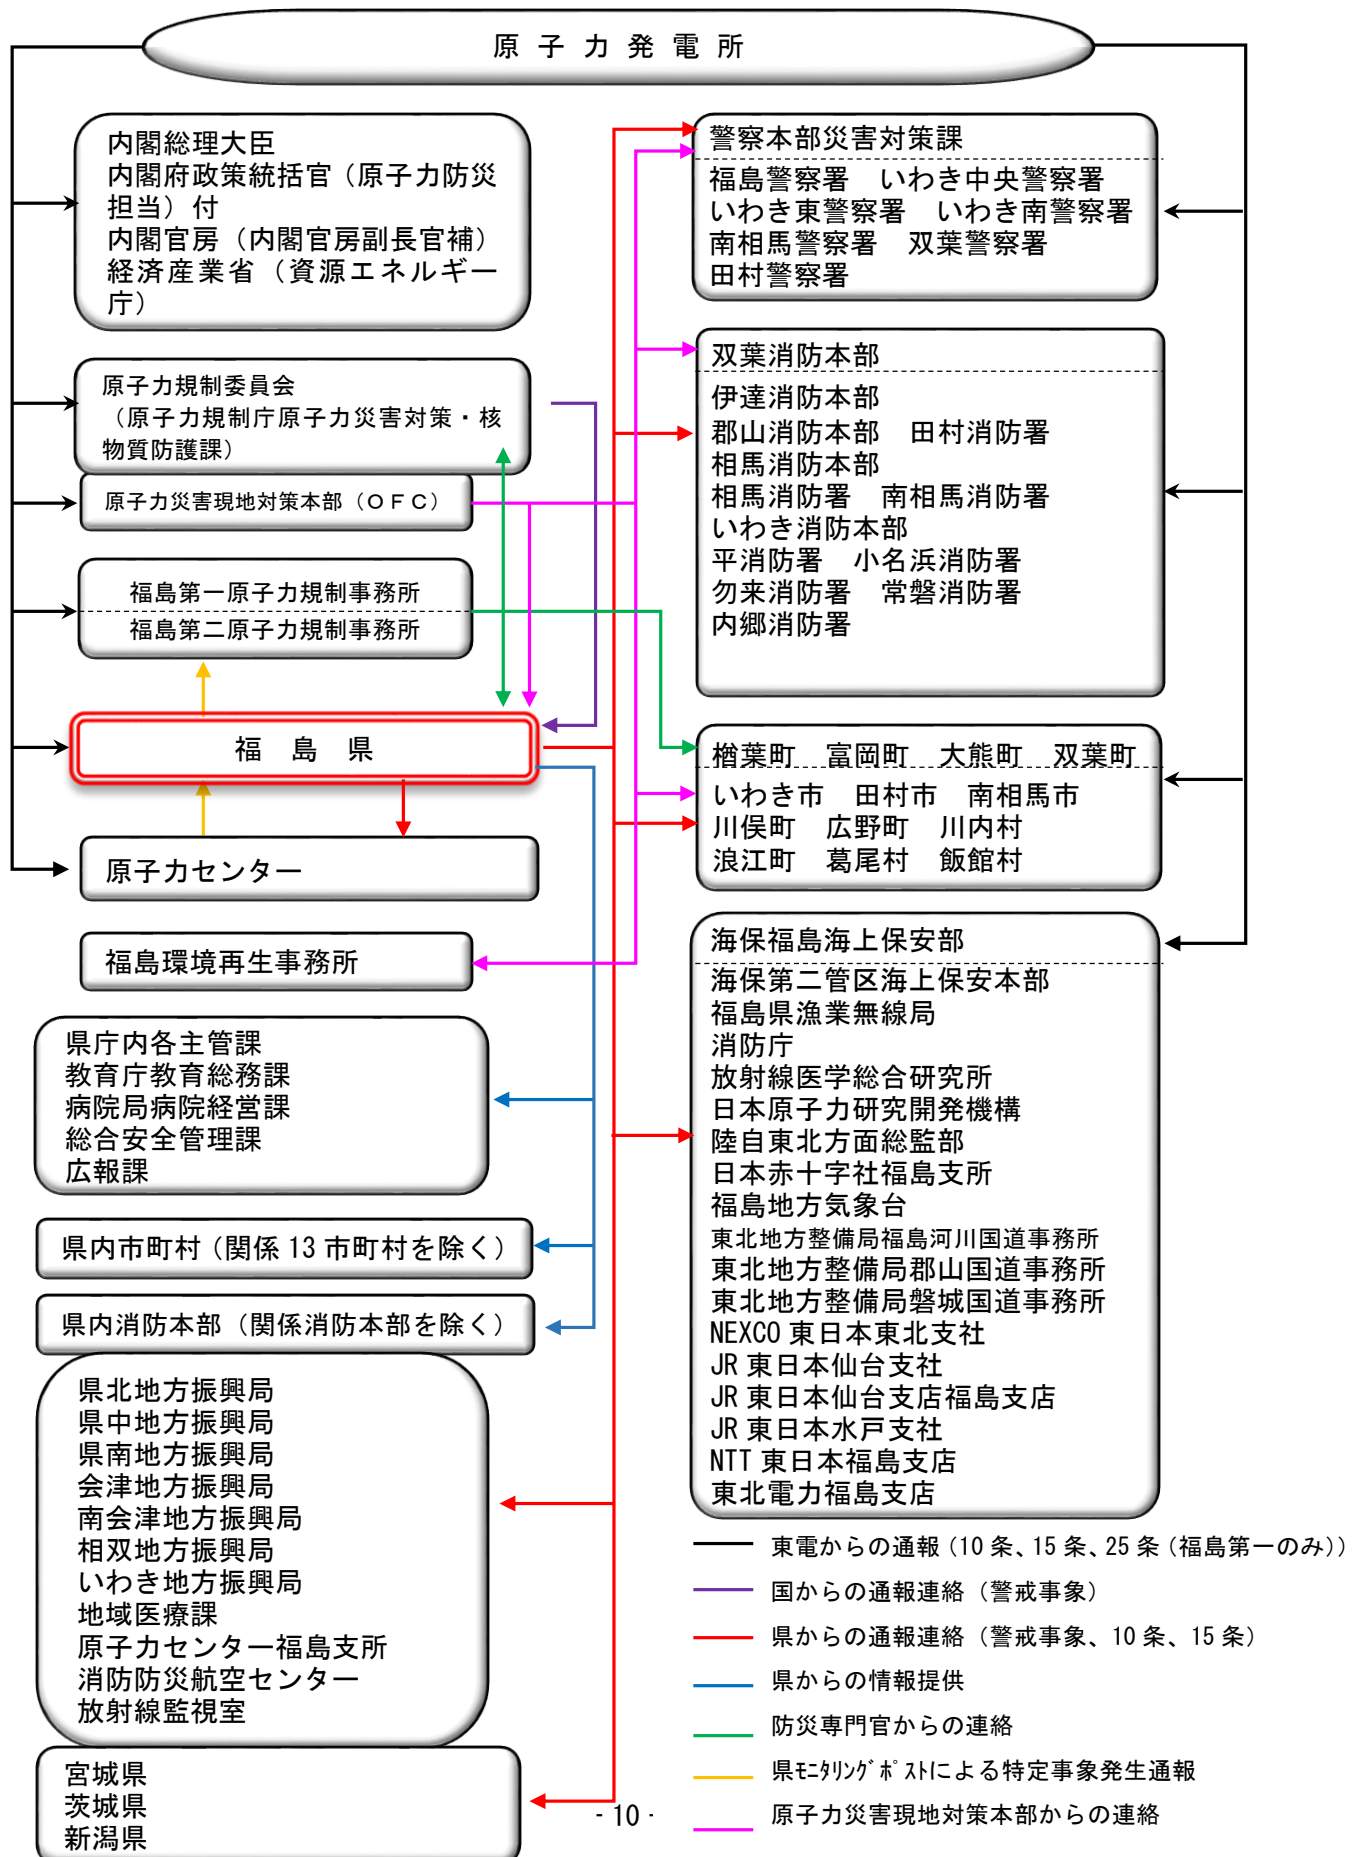 原子力発電所
内閣総理大臣
内閣府政策統括官（原子力防災
担当）付
内閣官房（内閣官房副長官補）
経済産業省（資源エネルギー
庁）
原子力規制委員会
（原子力規制庁原子力災害対策・核
物質防護課）
原子力災害現地対策本部（ＯＦＣ）
福島第一原子力規制事務所
福島第二原子力規制事務所
福島県
原子力センター
福島環境再生事務所
県庁内各主管課
教育庁教育総務課
病院局病院経営課
総合安全管理課
広報課
県内市町村（関係13市町村を除く）
県内消防本部（関係消防本部を除く）
県北地方振興局
県中地方振興局
県南地方振興局
会津地方振興局
南会津地方振興局
相双地方振興局
いわき地方振興局
地域医療課
原子力センター福島支所
消防防災航空センター
放射線監視室
宮城県
茨城県
新潟県
警察本部災害対策課
福島警察署　いわき中央警察署
いわき東警察署　いわき南警察署
南相馬警察署　双葉警察署
田村警察署
双葉消防本部
伊達消防本部
郡山消防本部　田村消防署
相馬消防本部
相馬消防署　南相馬消防署
いわき消防本部
平消防署　小名浜消防署
勿来消防署　常磐消防署
内郷消防署
楢葉町　富岡町　大熊町　双葉町
いわき市　田村市　南相馬市
川俣町　広野町　川内村
浪江町　葛尾村　飯館村
海保福島海上保安部
海保第二管区海上保安本部
福島県漁業無線局
消防庁
放射線医学総合研究所
日本原子力研究開発機構
陸自東北方面総監部
日本赤十字社福島支所
福島地方気象台
東北地方整備局福島河川国道事務所
東北地方整備局郡山国道事務所
東北地方整備局磐城国道事務所
NEXCO東日本東北支社
JR東日本仙台支社
JR東日本仙台支店福島支店
JR東日本水戸支社
NTT東日本福島支店
東北電力福島支店
東電からの通報（10条、15条、25条（福島第一のみ））
国からの通報連絡（警戒事象）
県からの通報連絡（警戒事象、10条、15条）
県からの情報提供
防災専門官からの連絡
県ﾓﾆﾀﾘﾝｸﾞﾎﾟｽﾄによる特定事象発生通報
原子力災害現地対策本部からの連絡
- 10 -